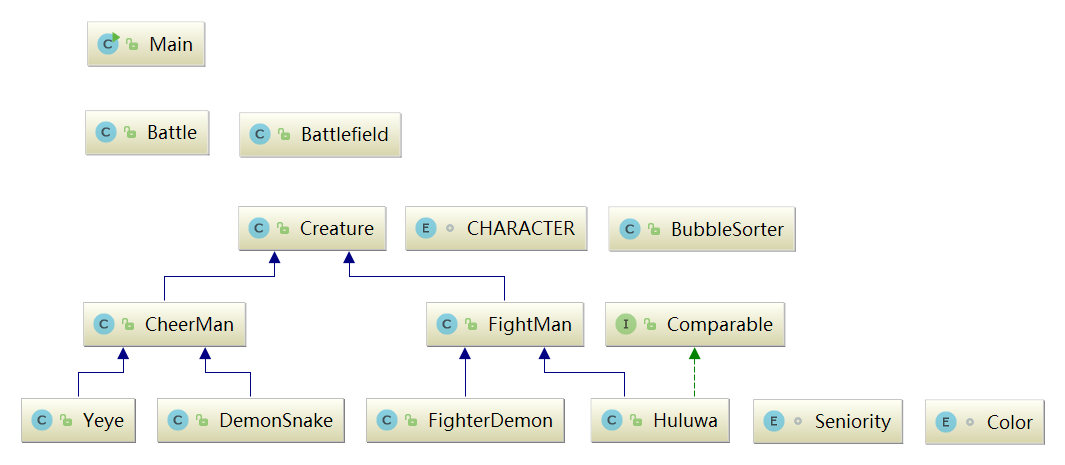 C Main
C Battle
C Battlefield
C Creature
E CHARACTER
C BubbleSorter
C CheerMan
C FightMan
I Comparable
C Yeye
C DemonSnake
C FighterDemon
C Huluwa
E Seniority
E Color